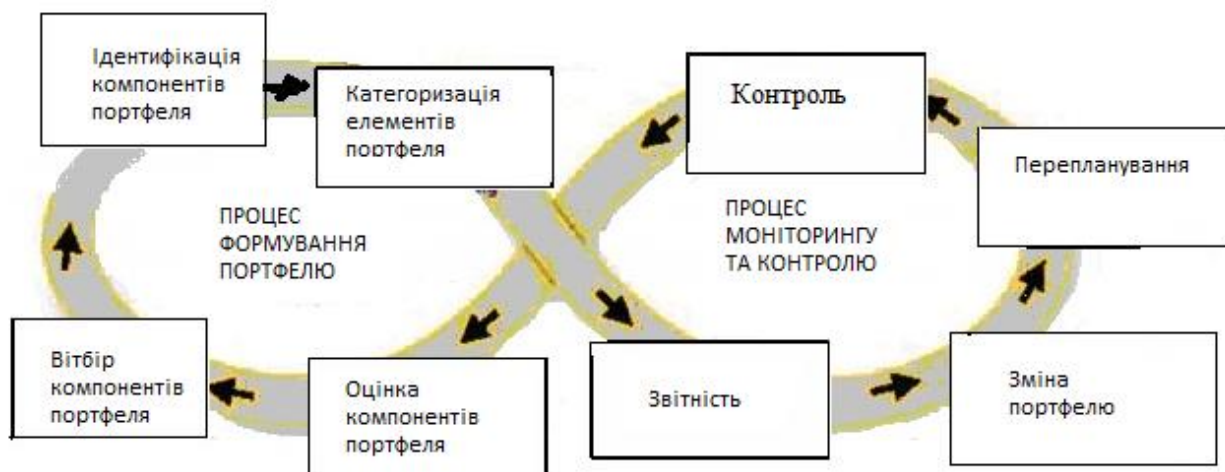 Ідентифікація
компонентів
портфеля
Категоризація
елементів
портфеля
Контроль
Перепланування
ПРОЦЕС
ФОРМУВАННЯ
ПОРТФЕЛЮ
ПРОЦЕС
МОНІТОРИНГУ
ТА КОНТРОЛЮ
Вітбір
компонентів
портфеля
Оцінка
компонентів
портфеля
Звітність
Зміна
портфелю